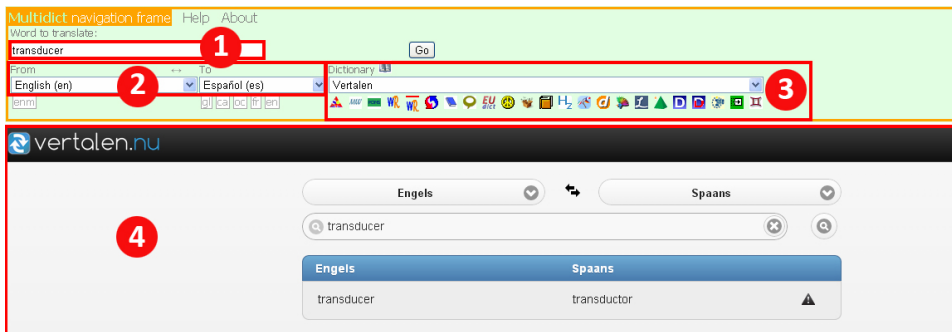 Multidict navigation frame Help About
Word to translate:
transducer 1 Go
From ↔ To Dictionary
English (en) 2 Español (es) Vertalen 3
enm gl ca oc fr en
vertalen.nu
Engels Spaans
transducer
4
Engels Spaans
transducer transductor